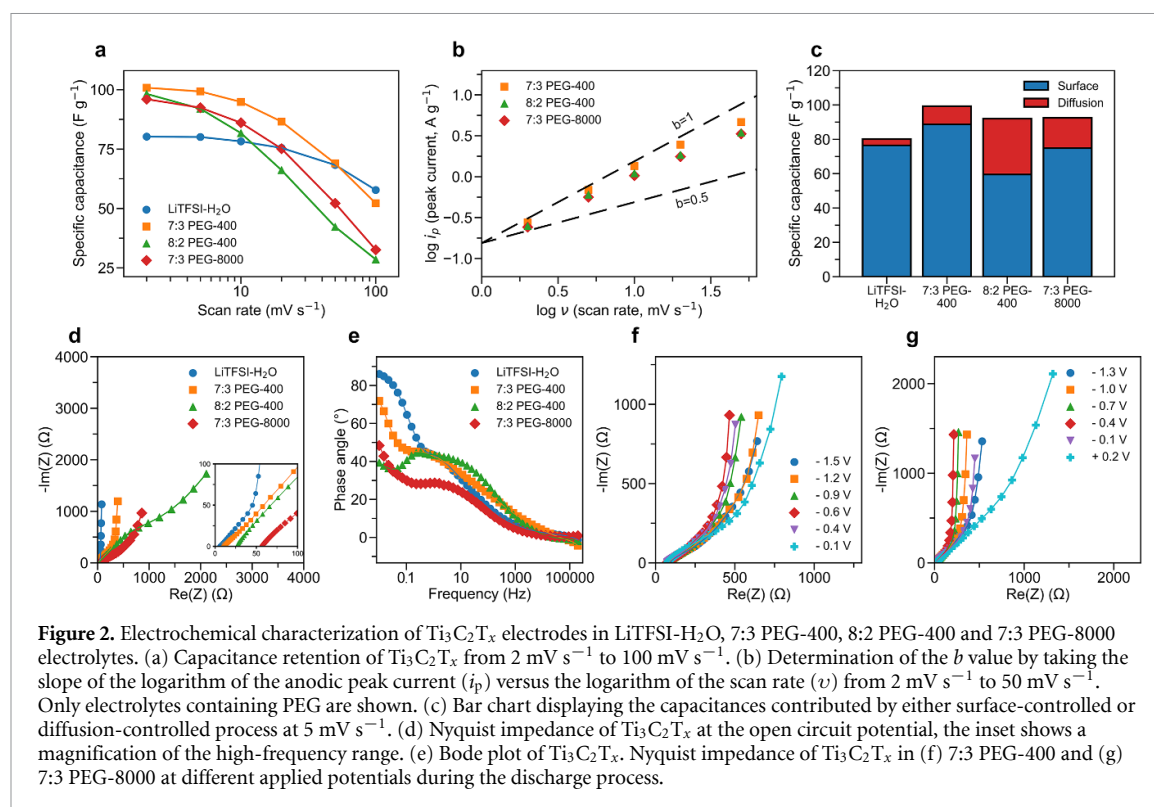 a
Specific capacitance (F g⁻¹)
100
75
50
25
LiTFSI-H₂O
7:3 PEG-400
8:2 PEG-400
7:3 PEG-8000
10
100
Scan rate (mV s⁻¹)
b
log iₚ (peak current, A g⁻¹)
1.0
0.5
0.0
−0.5
−1.0
7:3 PEG-400
8:2 PEG-400
7:3 PEG-8000
b=1
b=0.5
0.0 0.5 1.0 1.5
log ν (scan rate, mV s⁻¹)
c
Specific capacitance (F g⁻¹)
120
100
80
60
40
20
0
Surface
Diffusion
LiTFSI-
H₂O
7:3 PEG-
400
8:2 PEG-
400
7:3 PEG-
8000
d
-Im(Z) (Ω)
4000
3000
2000
1000
0
LiTFSI-H₂O
7:3 PEG-400
8:2 PEG-400
7:3 PEG-8000
100
50
0
0 50 100
0 1000 2000 3000 4000
Re(Z) (Ω)
e
Phase angle (°)
100
80
60
40
20
0
LiTFSI-H₂O
7:3 PEG-400
8:2 PEG-400
7:3 PEG-8000
0.1 10 1000 100000
Frequency (Hz)
f
-Im(Z) (Ω)
1000
500
0
- 1.5 V
- 1.2 V
- 0.9 V
- 0.6 V
- 0.4 V
- 0.1 V
0 500 1000
Re(Z) (Ω)
g
-Im(Z) (Ω)
2000
1000
0
- 1.3 V
- 1.0 V
- 0.7 V
- 0.4 V
- 0.1 V
+ 0.2 V
0 1000 2000
Re(Z) (Ω)
Figure 2. Electrochemical characterization of Ti₃C₂Tₓ electrodes in LiTFSI-H₂O, 7:3 PEG-400, 8:2 PEG-400 and 7:3 PEG-8000
electrolytes. (a) Capacitance retention of Ti₃C₂Tₓ from 2 mV s⁻¹ to 100 mV s⁻¹. (b) Determination of the b value by taking the
slope of the logarithm of the anodic peak current (iₚ) versus the logarithm of the scan rate (υ) from 2 mV s⁻¹ to 50 mV s⁻¹.
Only electrolytes containing PEG are shown. (c) Bar chart displaying the capacitances contributed by either surface-controlled or
diffusion-controlled process at 5 mV s⁻¹. (d) Nyquist impedance of Ti₃C₂Tₓ at the open circuit potential, the inset shows a
magnification of the high-frequency range. (e) Bode plot of Ti₃C₂Tₓ. Nyquist impedance of Ti₃C₂Tₓ in (f) 7:3 PEG-400 and (g)
7:3 PEG-8000 at different applied potentials during the discharge process.